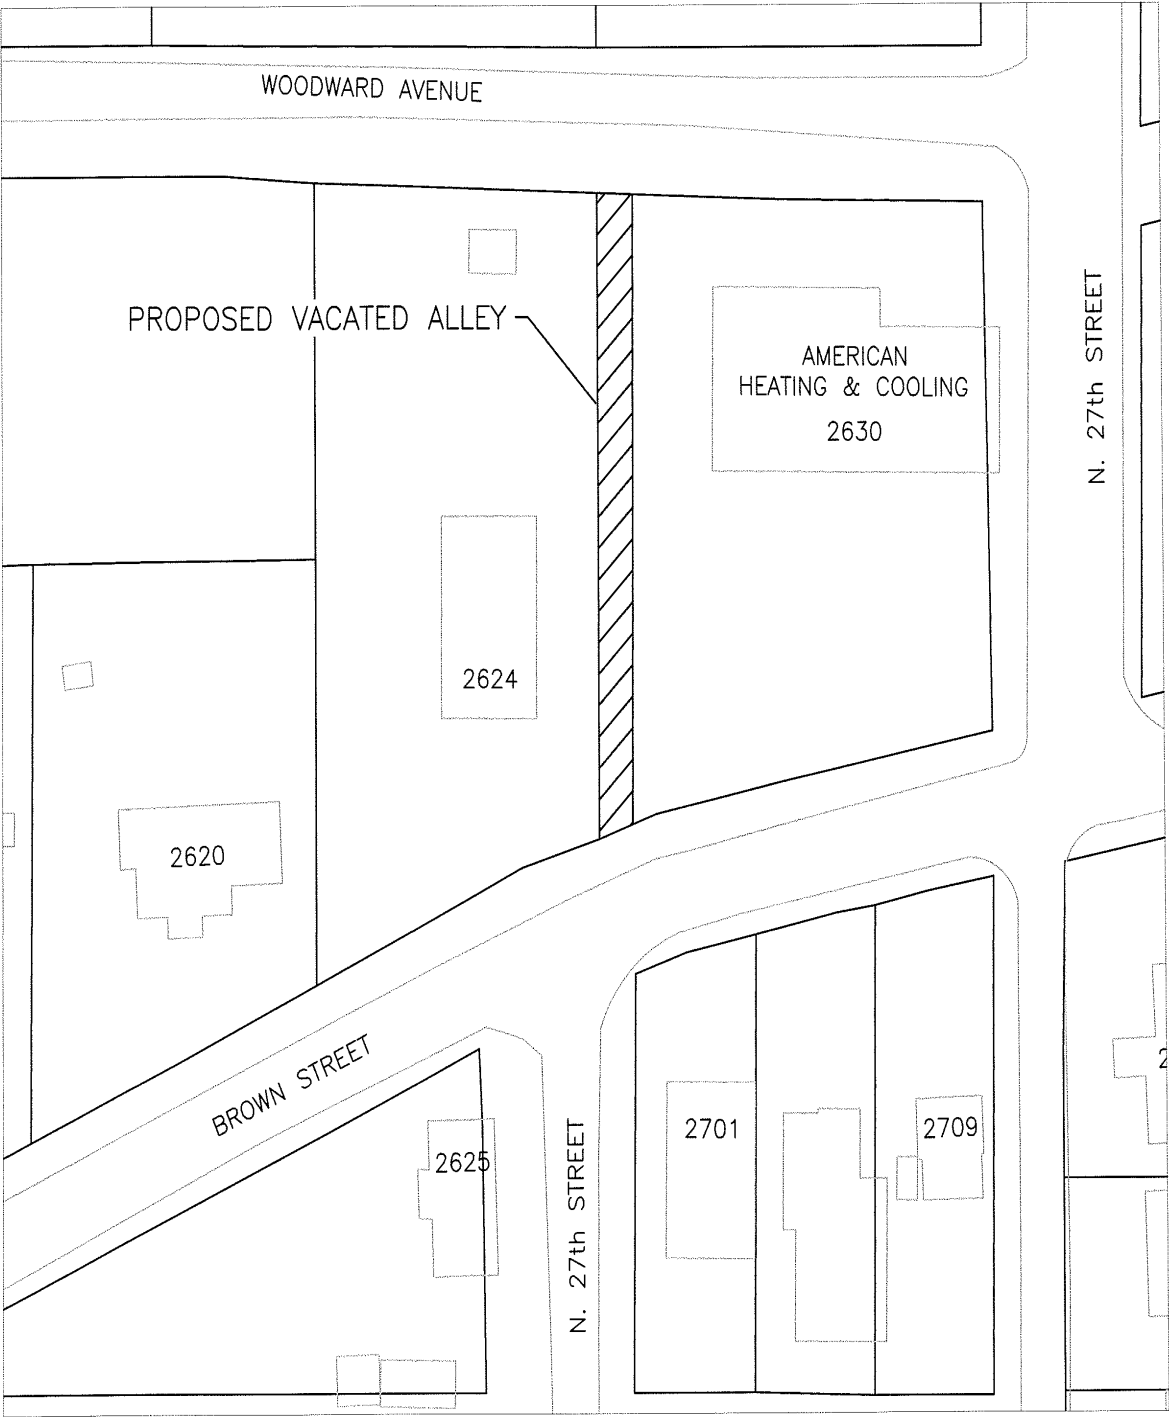 WOODWARD AVENUE
PROPOSED VACATED ALLEY
AMERICAN
HEATING & COOLING
2630
N. 27th STREET
2624
2620
BROWN STREET
2625
N. 27th STREET
2701
2709